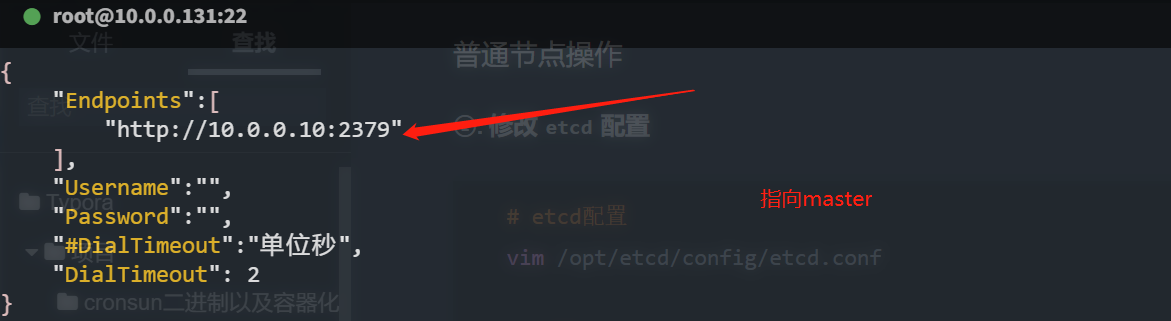 root@10.0.0.131:22
文件 查找
普通节点操作
{
"Endpoints":[
查找
"http://10.0.0.10:2379"
. 修改 etcd 配置
],
"Username":"",
Typora
指向master
"Password":"",
# etcd配置
"#DialTimeout":"单位秒",
项目
vim /opt/etcd/config/etcd.conf
"DialTimeout": 2
}
cronsun二进制以及容器化